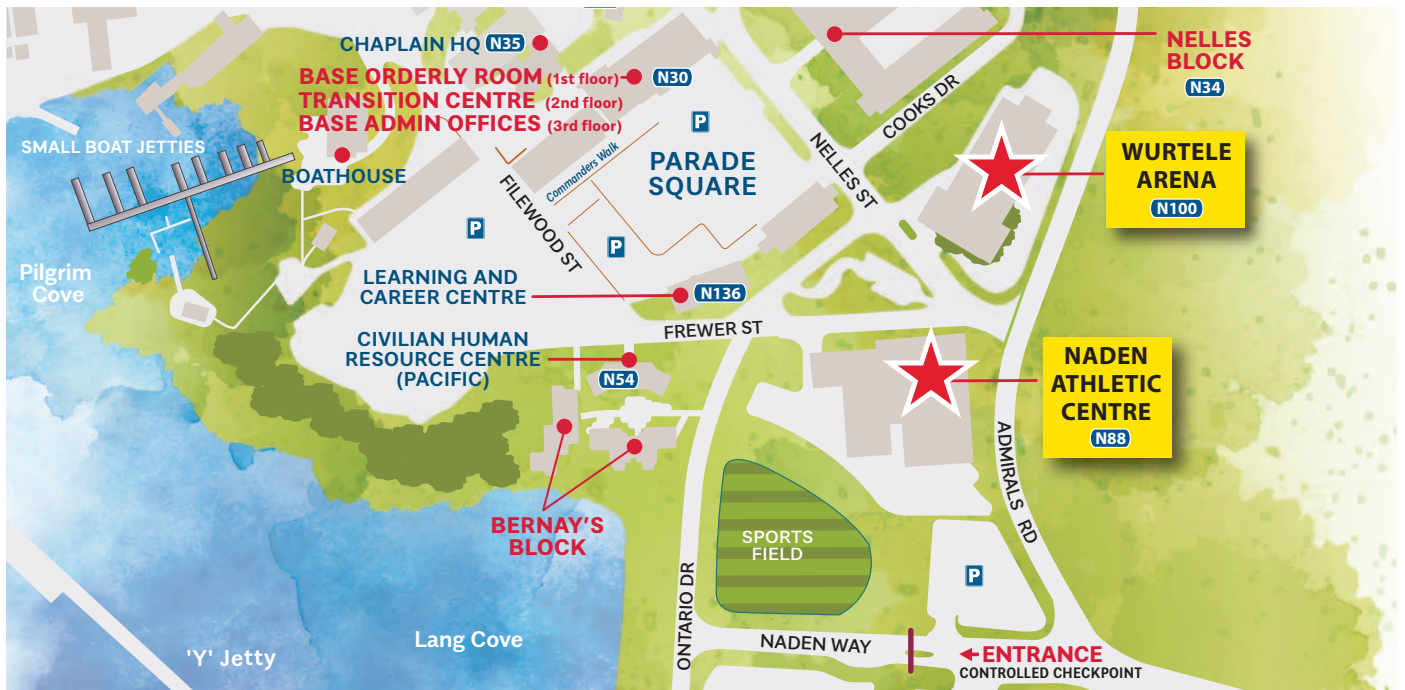 CHAPLAIN HQ N35
BASE ORDERLY ROOM (1st floor) N30
TRANSITION CENTRE (2nd floor)
BASE ADMIN OFFICES (3rd floor)
NELLES
BLOCK
N34
COOKS DR
SMALL BOAT JETTIES
BOATHOUSE
Commanders Walk
P
PARADE
SQUARE
NELLES ST
WURTELE
ARENA
N100
FILEWOOD ST
P
P
Pilgrim
Cove
LEARNING AND
CAREER CENTRE
N136
FREWER ST
CIVILIAN HUMAN
RESOURCE CENTRE
(PACIFIC)
N54
NADEN
ATHLETIC
CENTRE
N88
ADMIRALS RD
BERNAY'S
BLOCK
SPORTS
FIELD
P
ONTARIO DR
Lang Cove
'Y' Jetty
NADEN WAY
ENTRANCE
CONTROLLED CHECKPOINT